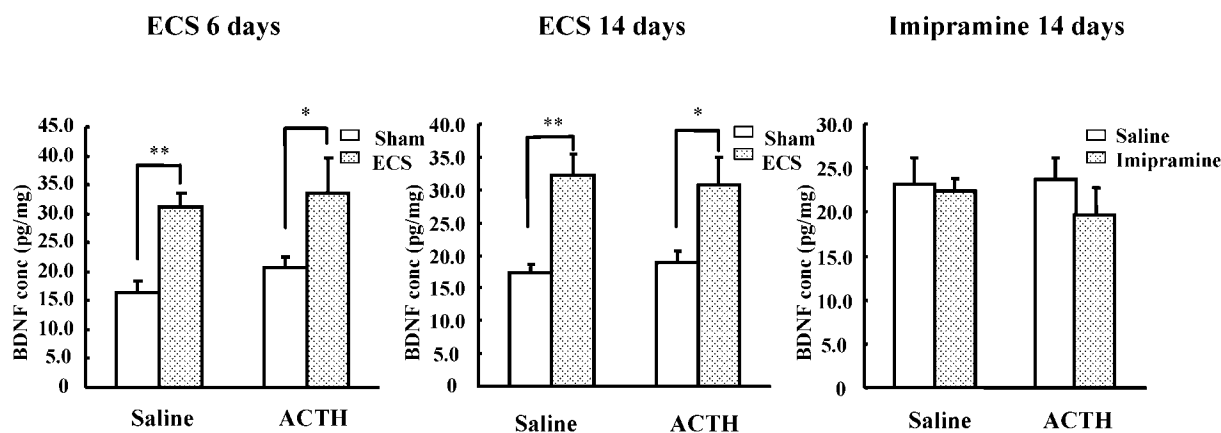 ECS 6 days
BDNF conc (pg/mg)
45.0
40.0
35.0
30.0
25.0
20.0
15.0
10.0
5.0
0
**
*
Sham
ECS
Saline
ACTH
ECS 14 days
BDNF conc (pg/mg)
40.0
35.0
30.0
25.0
20.0
15.0
10.0
5.0
0
**
*
Sham
ECS
Saline
ACTH
Imipramine 14 days
BDNF conc (pg/mg)
30.0
25.0
20.0
15.0
10.0
5.0
0
Saline
Imipramine
Saline
ACTH